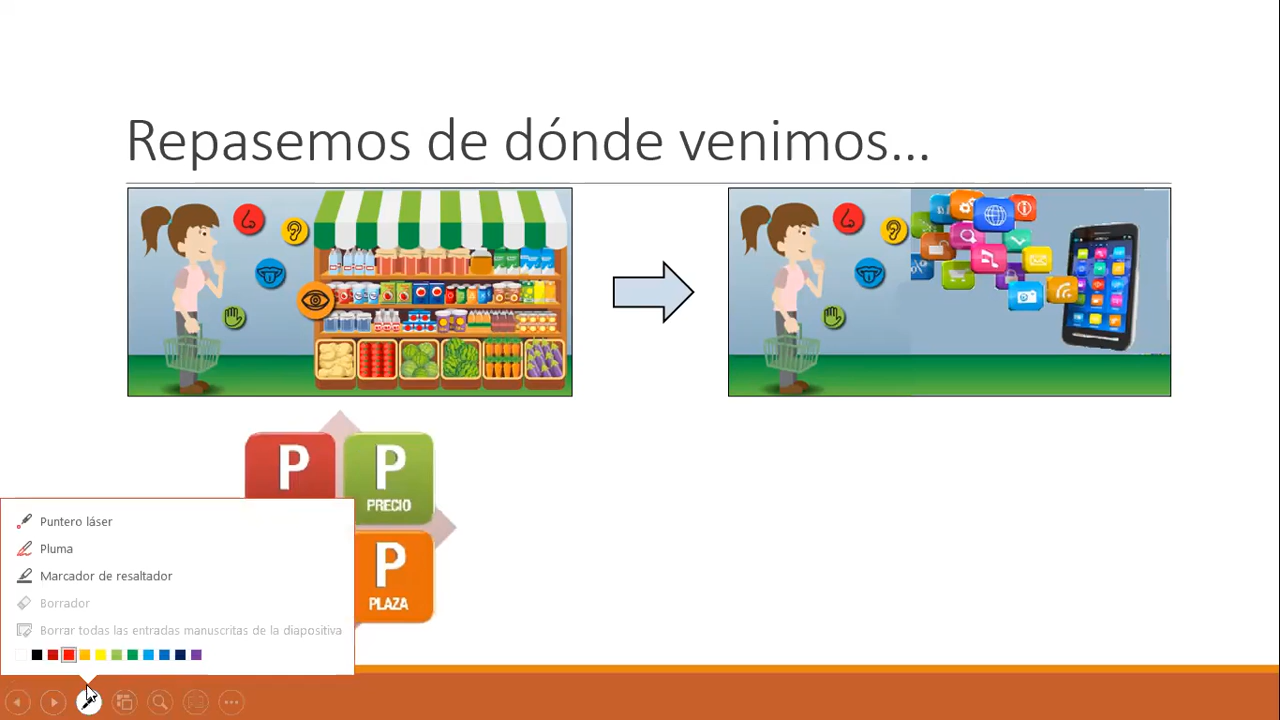 Repasemos de dónde venimos...
P
P
PRECIO
P
PLAZA
Puntero láser
Pluma
Marcador de resaltador
Borrador
Borrar todas las entradas manuscritas de la diapositiva